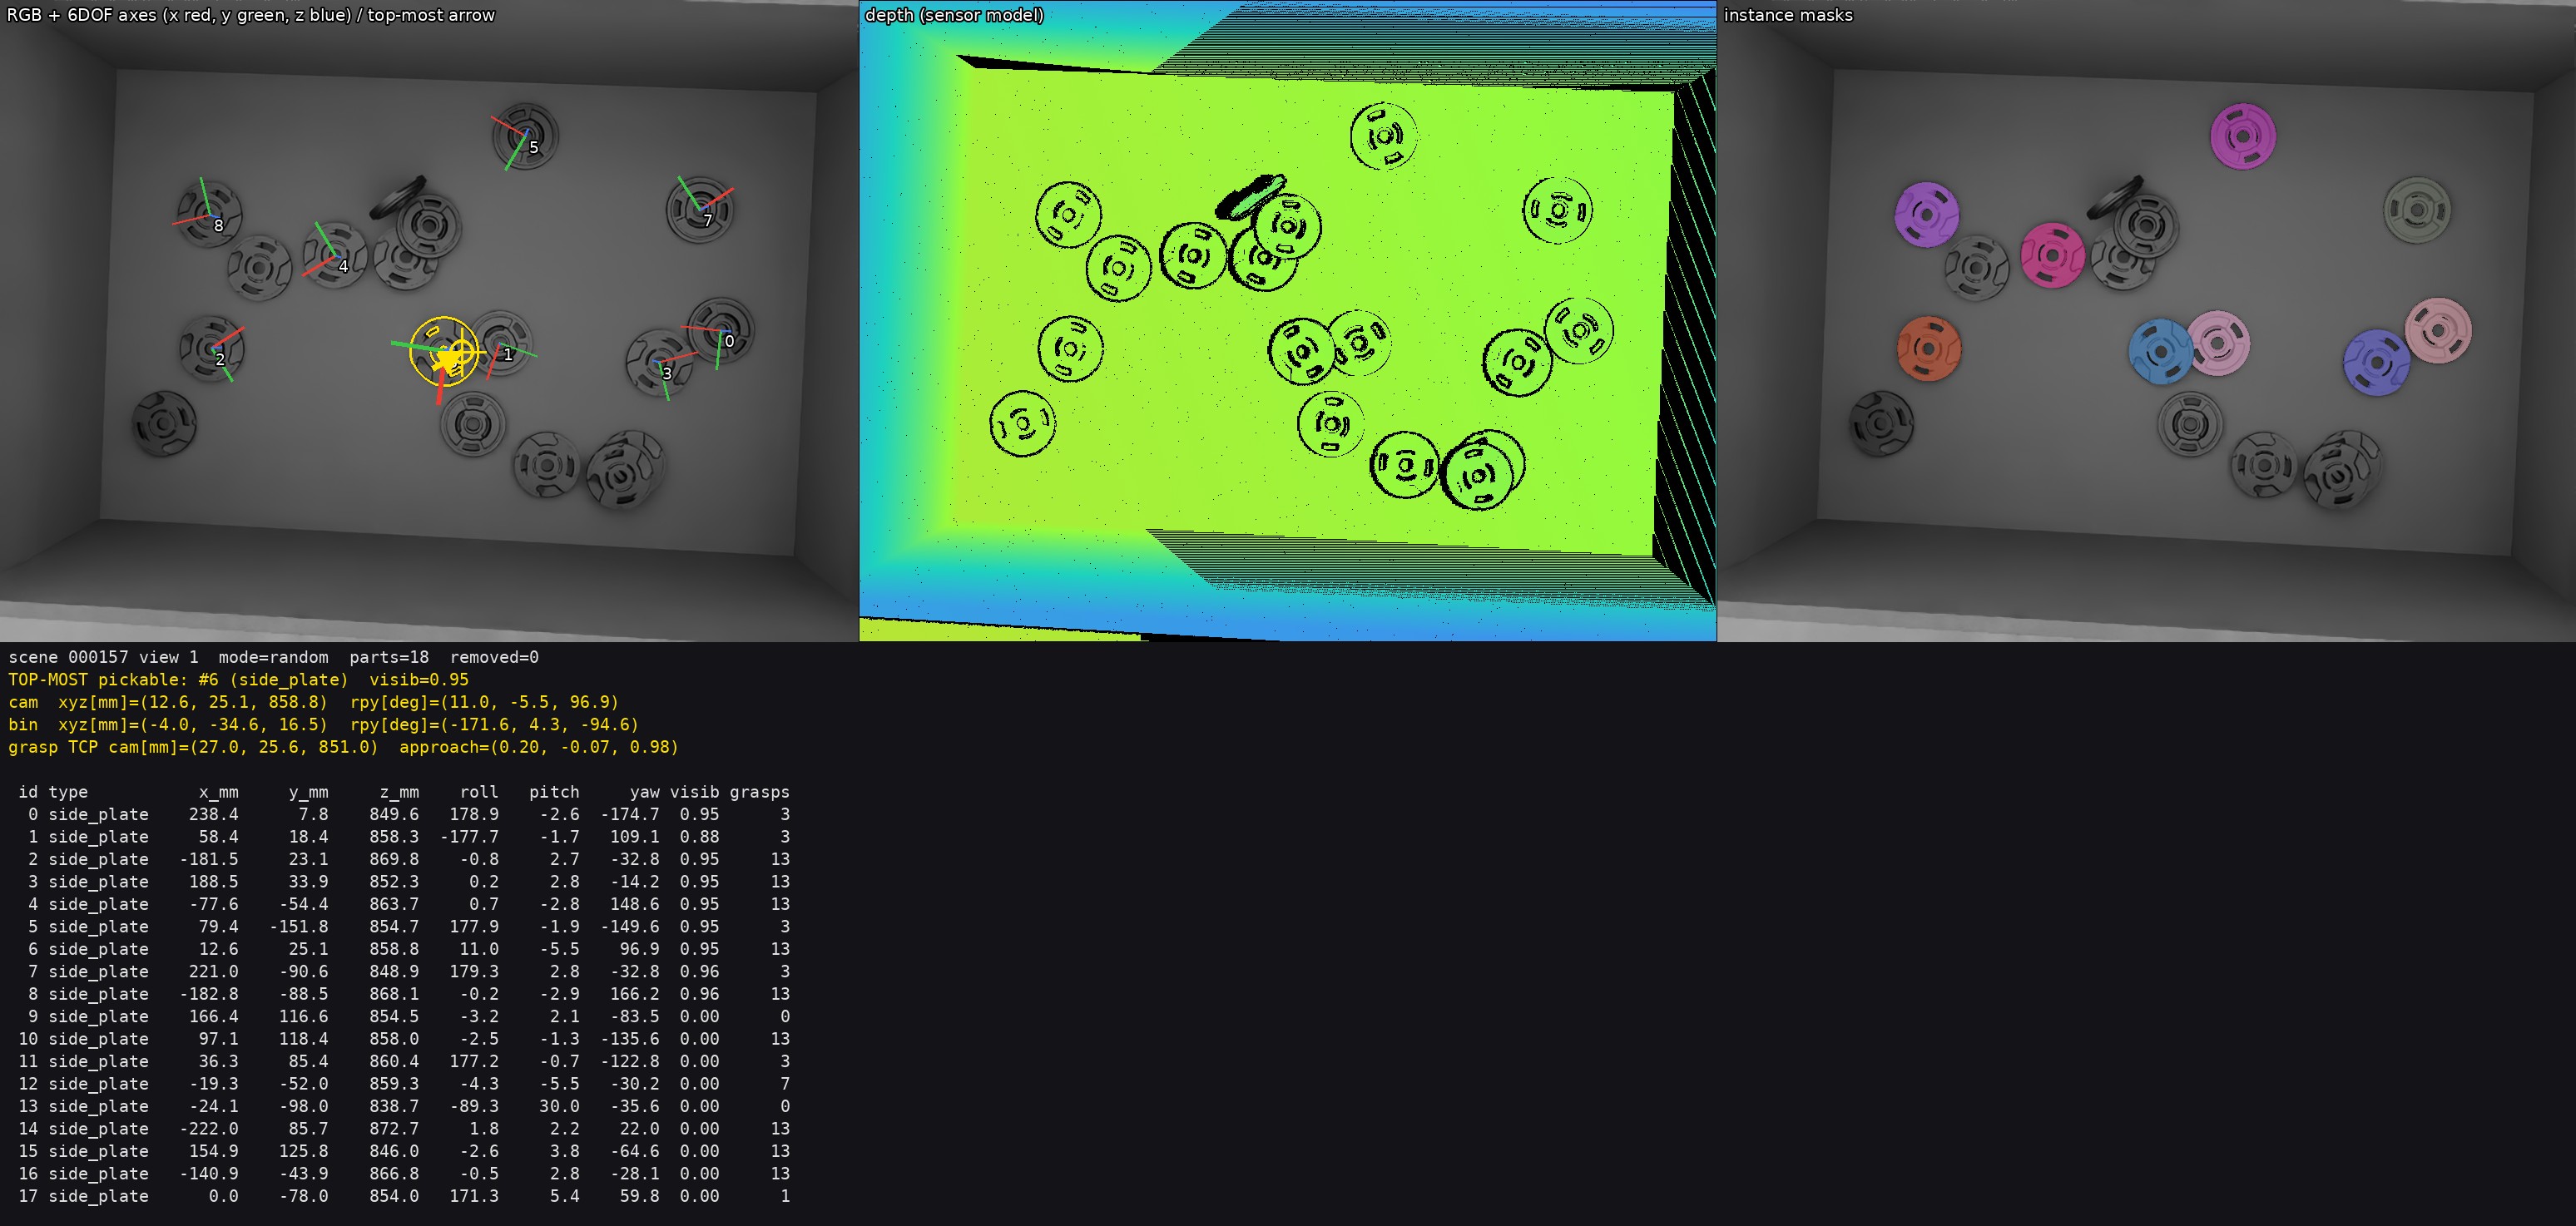 RGB + 6DOF axes (x red, y green, z blue) / top-most arrow
depth (sensor model)
instance masks
5
8
7
4
0
2
1
3
scene 000157 view 1  mode=random  parts=18  removed=0
TOP-MOST pickable: #6 (side_plate)  visib=0.95
cam  xyz[mm]=(12.6, 25.1, 858.8)  rpy[deg]=(11.0, -5.5, 96.9)
bin  xyz[mm]=(-4.0, -34.6, 16.5)  rpy[deg]=(-171.6, 4.3, -94.6)
grasp TCP cam[mm]=(27.0, 25.6, 851.0)  approach=(0.20, -0.07, 0.98)
id type x_mm y_mm z_mm roll pitch yaw visib grasps
0 side_plate 238.4 7.8 849.6 178.9 -2.6 -174.7 0.95 3
1 side_plate 58.4 18.4 858.3 -177.7 -1.7 109.1 0.88 3
2 side_plate -181.5 23.1 869.8 -0.8 2.7 -32.8 0.95 13
3 side_plate 188.5 33.9 852.3 0.2 2.8 -14.2 0.95 13
4 side_plate -77.6 -54.4 863.7 0.7 -2.8 148.6 0.95 13
5 side_plate 79.4 -151.8 854.7 177.9 -1.9 -149.6 0.95 3
6 side_plate 12.6 25.1 858.8 11.0 -5.5 96.9 0.95 13
7 side_plate 221.0 -90.6 848.9 179.3 2.8 -32.8 0.96 3
8 side_plate -182.8 -88.5 868.1 -0.2 -2.9 166.2 0.96 13
9 side_plate 166.4 116.6 854.5 -3.2 2.1 -83.5 0.00 0
10 side_plate 97.1 118.4 858.0 -2.5 -1.3 -135.6 0.00 13
11 side_plate 36.3 85.4 860.4 177.2 -0.7 -122.8 0.00 3
12 side_plate -19.3 -52.0 859.3 -4.3 -5.5 -30.2 0.00 7
13 side_plate -24.1 -98.0 838.7 -89.3 30.0 -35.6 0.00 0
14 side_plate -222.0 85.7 872.7 1.8 2.2 22.0 0.00 13
15 side_plate 154.9 125.8 846.0 -2.6 3.8 -64.6 0.00 13
16 side_plate -140.9 -43.9 866.8 -0.5 2.8 -28.1 0.00 13
17 side_plate 0.0 -78.0 854.0 171.3 5.4 59.8 0.00 1